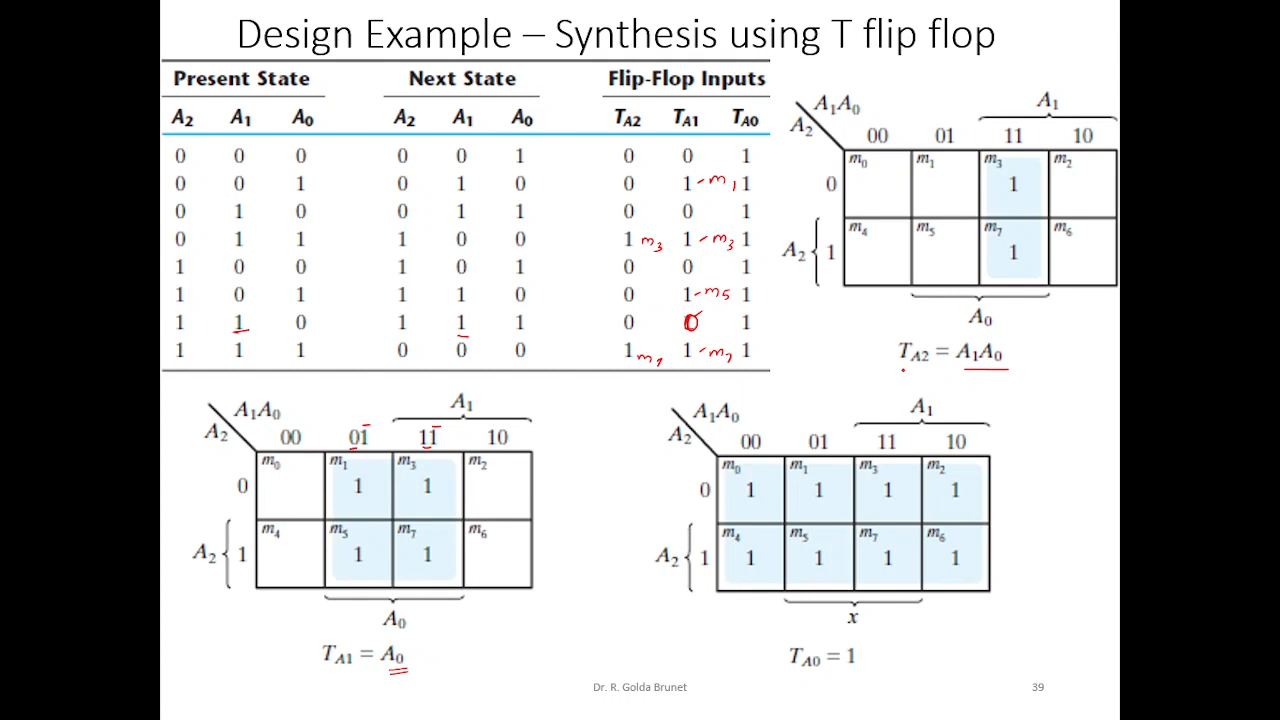 Design Example – Synthesis using T flip flop
Present State Next State Flip-Flop Inputs
A2 A1 A0 A2 A1 A0 TA2 TA1 TA0
0 0 0 0 0 1 0 0 1
0 0 1 0 1 0 0 1 - m1 1
0 1 0 0 1 1 0 0 1
0 1 1 1 0 0 1 m3 1 - m3 1
1 0 0 1 0 1 0 0 1
1 0 1 1 1 0 0 1 - m5 1
1 1 0 1 1 1 0 0 1
1 1 1 0 0 0 1 m7 1 - m7 1
A1A0 A1
A2 00 01 11 10
m0 m1 m3 m2
0 1
m4 m5 m7 m6
A2 1 1
A0
TA2 = A1A0
A1A0 A1
A2 00 01 11 10
m0 m1 m3 m2
0 1 1
m4 m5 m7 m6
A2 1 1 1
A0
TA1 = A0
A1A0 A1
A2 00 01 11 10
m0 m1 m3 m2
0 1 1 1 1
m4 m5 m7 m6
A2 1 1 1 1 1
x
TA0 = 1
Dr. R. Golda Brunet
39